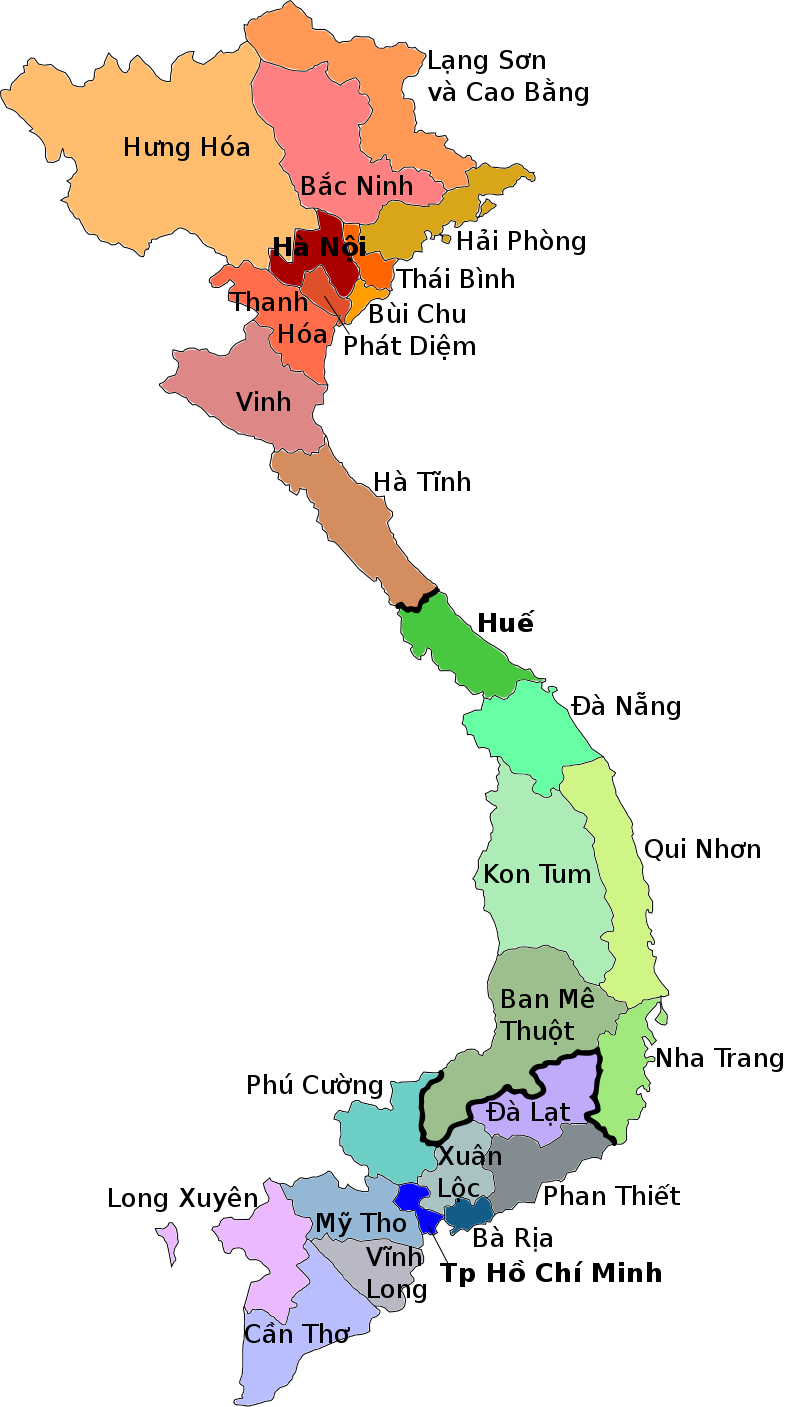 Lạng Sơn
và Cao Bằng
Hưng Hóa
Bắc Ninh
Hải Phòng
Hà Nội
Thái Bình
Thanh
Hóa
Bùi Chu
Phát Diệm
Vinh
Hà Tĩnh
Huế
Đà Nẵng
Qui Nhơn
Kon Tum
Ban Mê
Thuột
Nha Trang
Phú Cường
Đà Lạt
Xuân
Lộc
Long Xuyên
Phan Thiết
Mỹ Tho
Bà Rịa
Vĩnh
Long
Tp Hồ Chí Minh
Cần Thơ